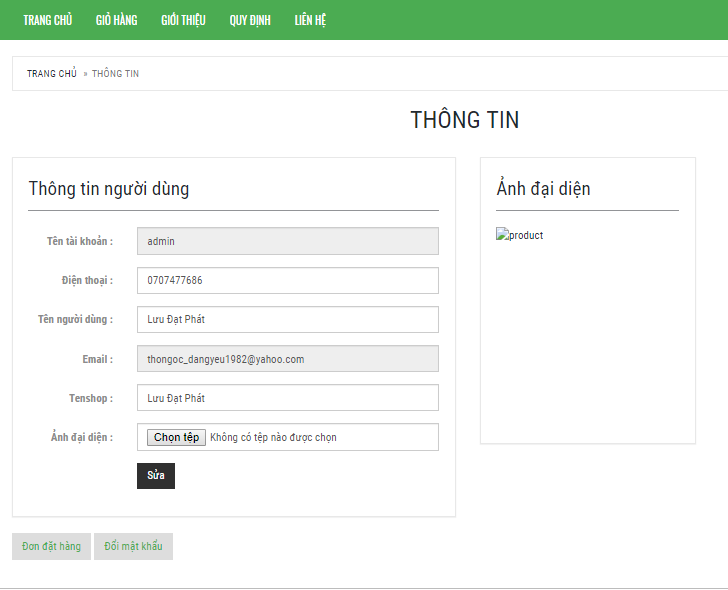 TRANG CHỦ GIỎ HÀNG GIỚI THIỆU QUY ĐỊNH LIÊN HỆ
TRANG CHỦ » THÔNG TIN
THÔNG TIN
Thông tin người dùng
Tên tài khoản : admin
Điện thoại : 0707477686
Tên người dùng : Lưu Đạt Phát
Email : thongoc_dangyeu1982@yahoo.com
Tenshop : Lưu Đạt Phát
Ảnh đại diện : Chọn tệp Không có tệp nào được chọn
Sửa
Ảnh đại diện
product
Đơn đặt hàng Đổi mật khẩu